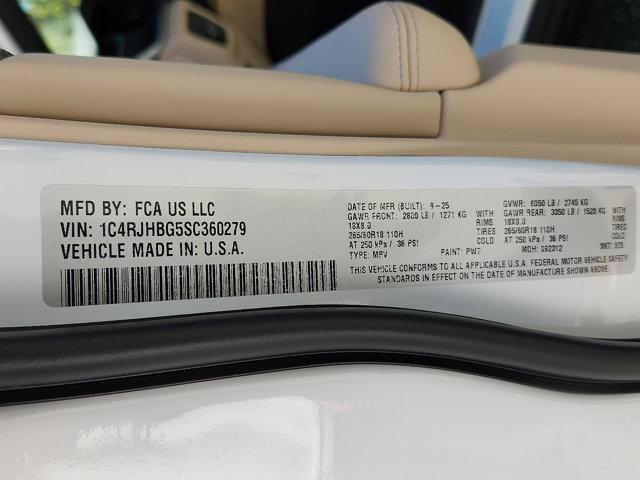 MFD BY: FCA US LLC
VIN: 1C4RJHBG5SC360279
VEHICLE MADE IN: U.S.A.
DATE OF MFR (BUILT): 9-25
GAWR FRONT: 2800 LB / 1271 KG WITH
18X8.0 RIMS
265/60R18 110H TIRES
AT 250 kPa / 36 PSI COLD
TYPE: MPV PAINT: PW7
GVWR: 6050 LB / 2745 KG
GAWR REAR: 3350 LB / 1520 KG WITH
18X8.0 RIMS
265/60R18 110H TIRES
AT 250 kPa / 36 PSI COLD
MDH: 092312 MKT: 875
THIS VEHICLE CONFORMS TO ALL APPLICABLE U.S.A. FEDERAL MOTOR VEHICLE SAFETY
STANDARDS IN EFFECT ON THE DATE OF MANUFACTURE SHOWN ABOVE.